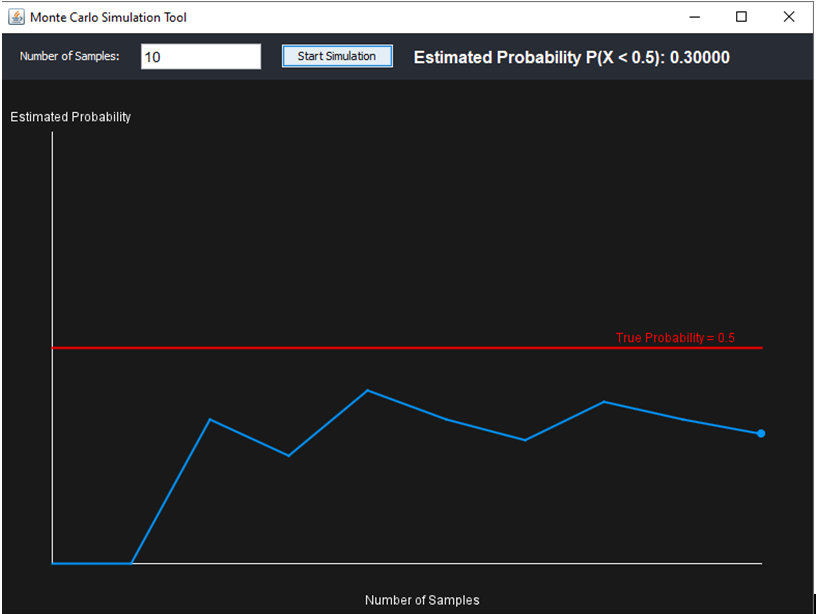 Monte Carlo Simulation Tool
Number of Samples: 10 Start Simulation Estimated Probability P(X < 0.5): 0.30000
Estimated Probability
True Probability = 0.5
Number of Samples